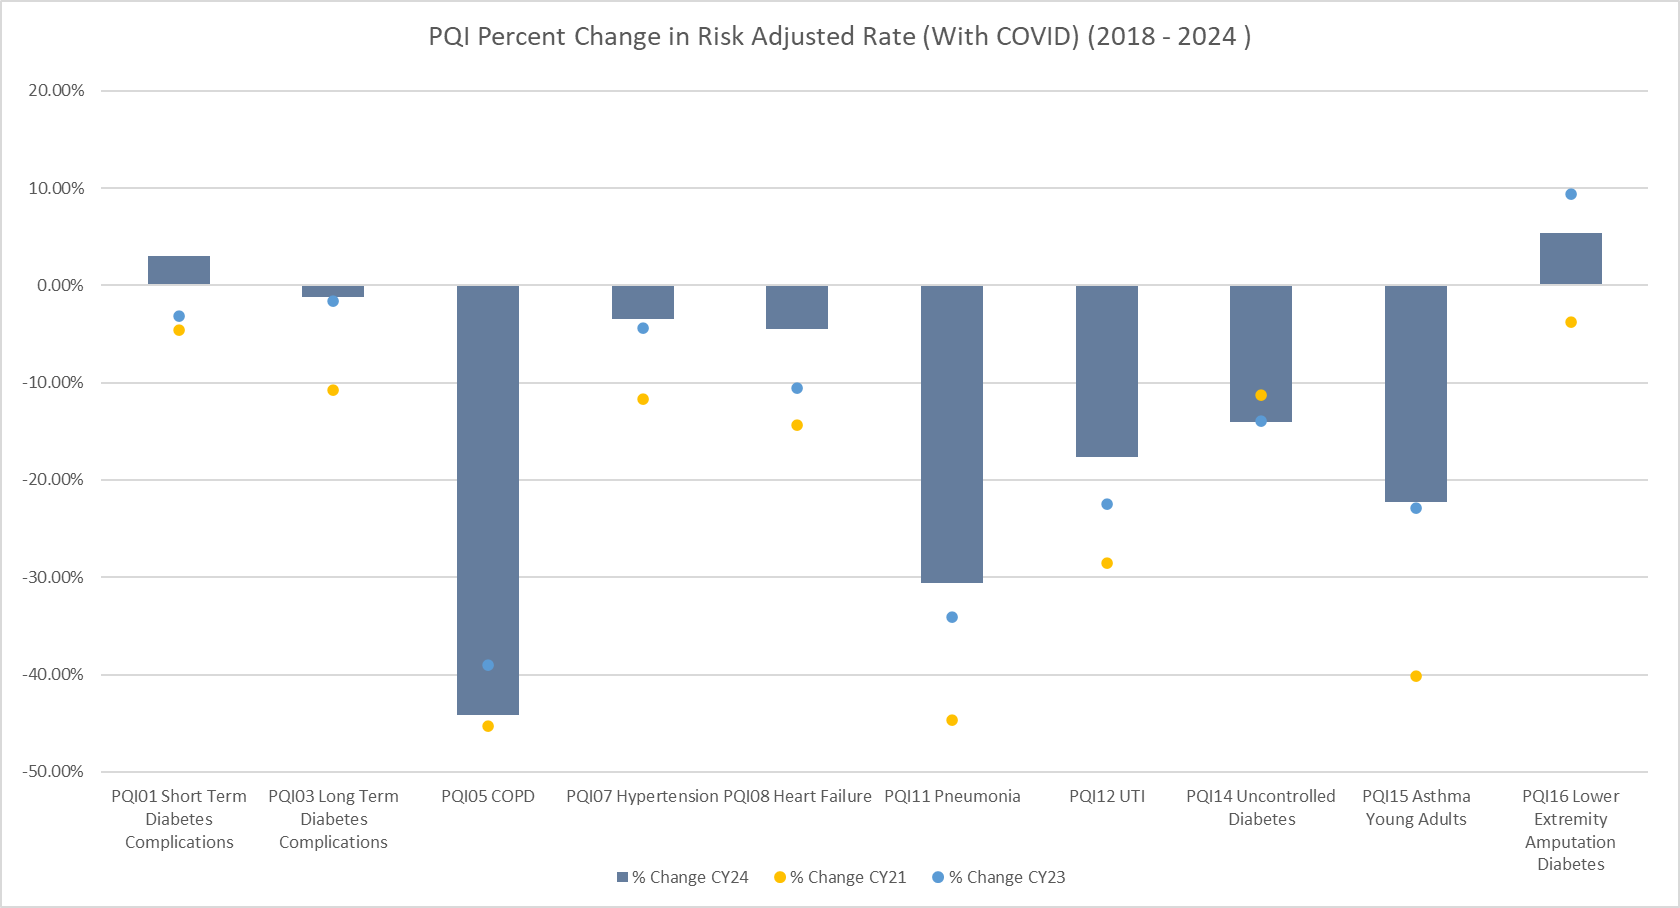 PQI Percent Change in Risk Adjusted Rate (With COVID) (2018 - 2024 )
20.00%
10.00%
0.00%
-10.00%
-20.00%
-30.00%
-40.00%
-50.00%
PQI01 Short Term
Diabetes
Complications
PQI03 Long Term
Diabetes
Complications
PQI05 COPD
PQI07 Hypertension
PQI08 Heart Failure
PQI11 Pneumonia
PQI12 UTI
PQI14 Uncontrolled
Diabetes
PQI15 Asthma
Young Adults
PQI16 Lower
Extremity
Amputation
Diabetes
% Change CY24
% Change CY21
% Change CY23